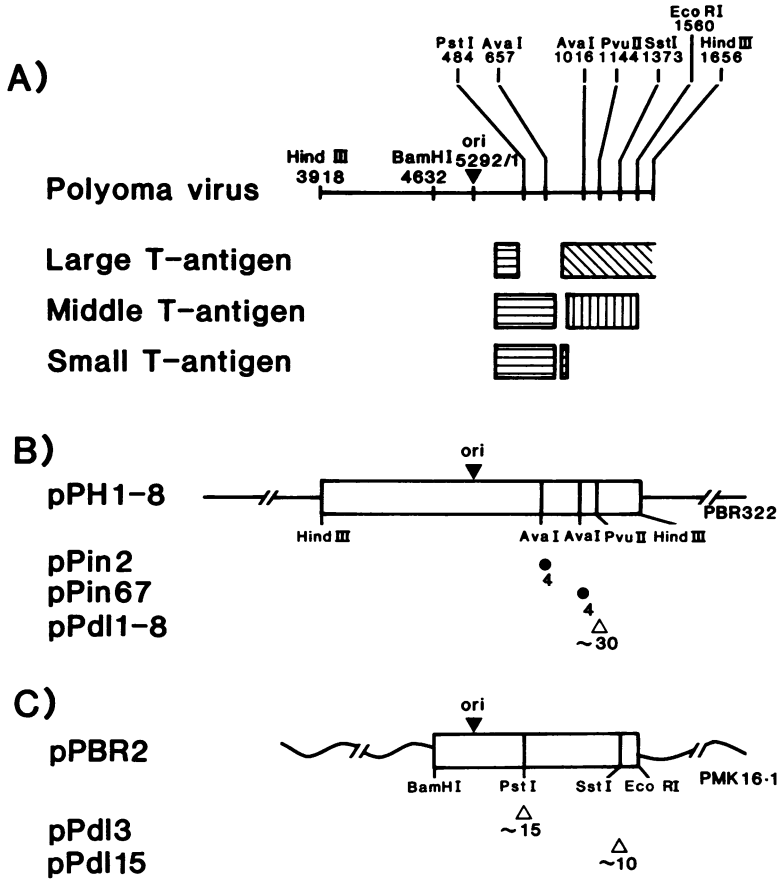 A)
Eco RI
1560
Pst I Ava I Ava I Pvu II Sst I Hind III
484 657 1016 1144 1373 1656
ori
Hind III BamHI 5292/1
3918 4632
Polyoma virus
Large T-antigen
Middle T-antigen
Small T-antigen
B)
ori
pPH1-8
PBR322
Hind III Ava I Ava I Pvu II Hind III
pPin2
4
pPin67
4
pPdl1-8
~30
C)
ori
pPBR2
PMK16·1
BamHI Pst I Sst I Eco RI
pPdl3
~15
pPdl15
~10